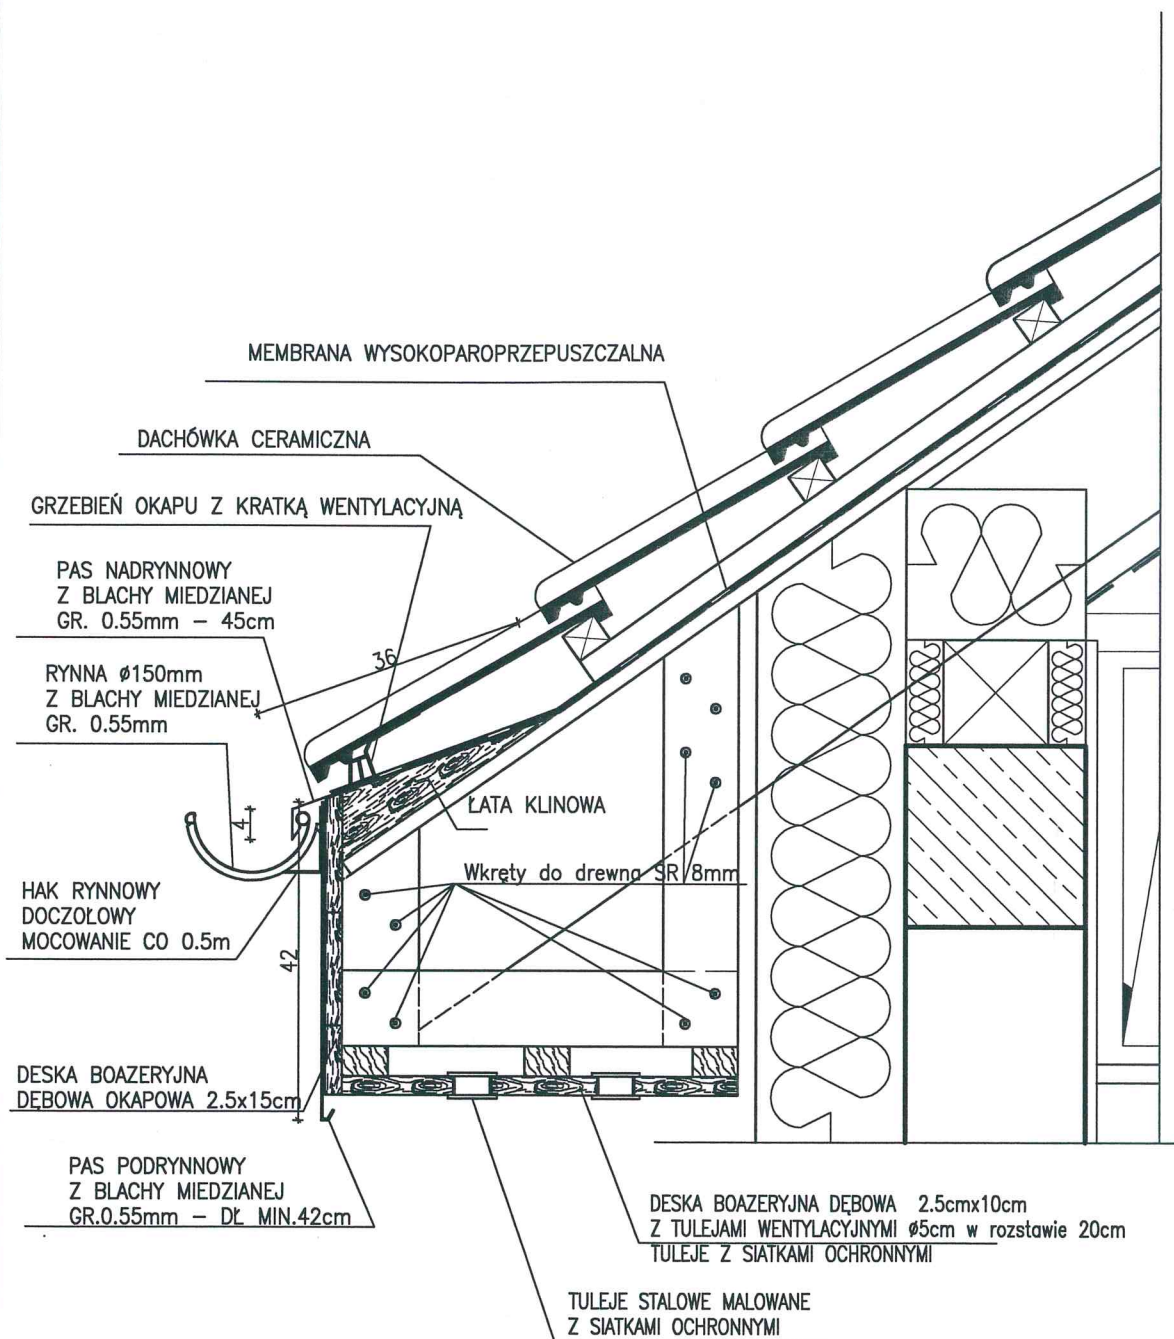 MEMBRANA WYSOKOPAROPRZEPUSZCZALNA
DACHÓWKA CERAMICZNA
GRZEBIEŃ OKAPU Z KRATKĄ WENTYLACYJNĄ
PAS NADRYNNOWY
Z BLACHY MIEDZIANEJ
GR. 0.55mm – 45cm
36
RYNNA ø150mm
Z BLACHY MIEDZIANEJ
GR. 0.55mm
4
ŁATA KLINOWA
Wkręty do drewna SR 8mm
HAK RYNNOWY
DOCZOŁOWY
MOCOWANIE CO 0.5m
42
DESKA BOAZERYJNA
DĘBOWA OKAPOWA 2.5x15cm
PAS PODRYNNOWY
Z BLACHY MIEDZIANEJ
GR.0.55mm – DŁ MIN.42cm
DESKA BOAZERYJNA DĘBOWA 2.5cmx10cm
Z TULEJAMI WENTYLACYJNYMI ø5cm w rozstawie 20cm
TULEJE Z SIATKAMI OCHRONNYMI
TULEJE STALOWE MALOWANE
Z SIATKAMI OCHRONNYMI